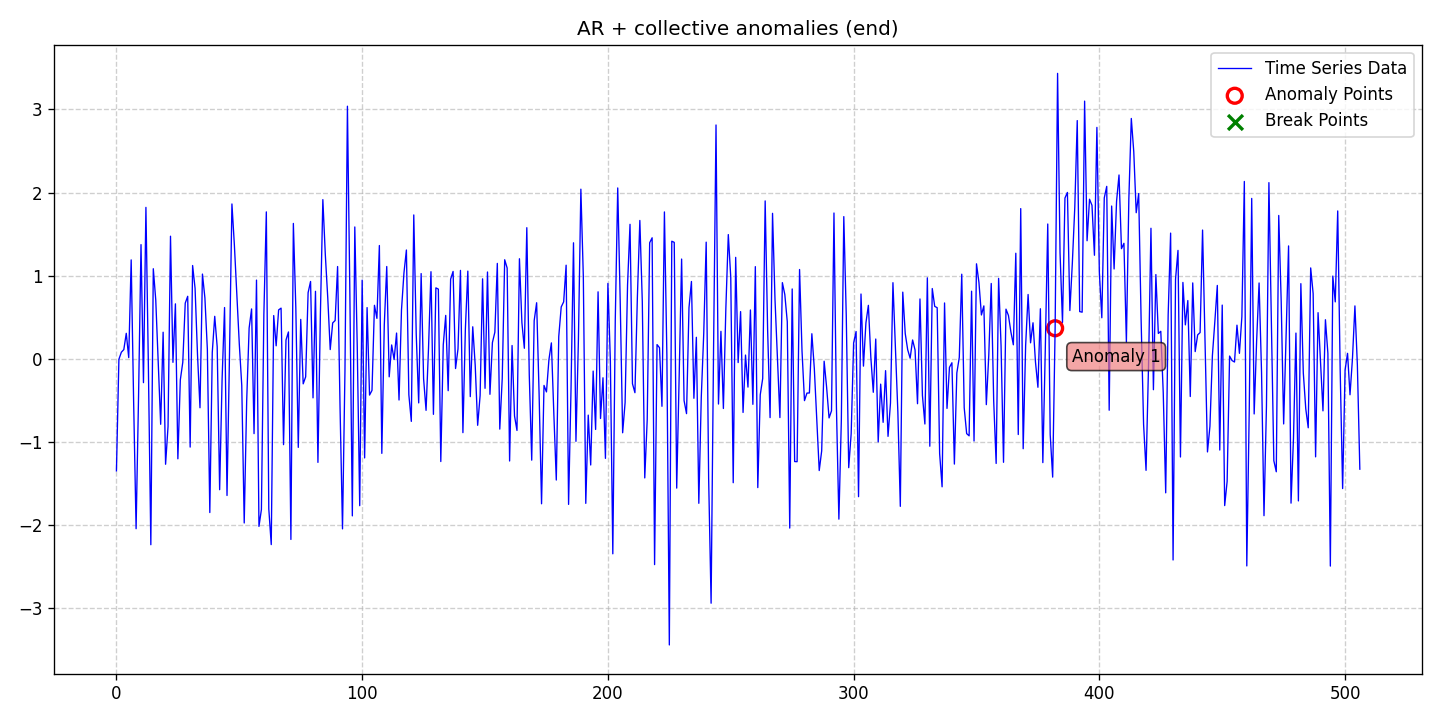 AR + collective anomalies (end)
Time Series Data
Anomaly Points
Break Points
3
2
1
0
−1
−2
−3
Anomaly 1
0
100
200
300
400
500